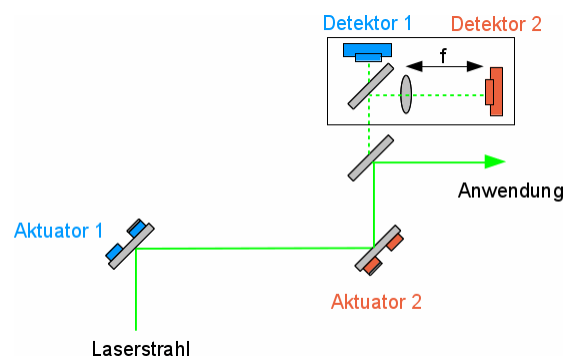 Detektor 1
Detektor 2
f
Anwendung
Aktuator 1
Aktuator 2
Laserstrahl